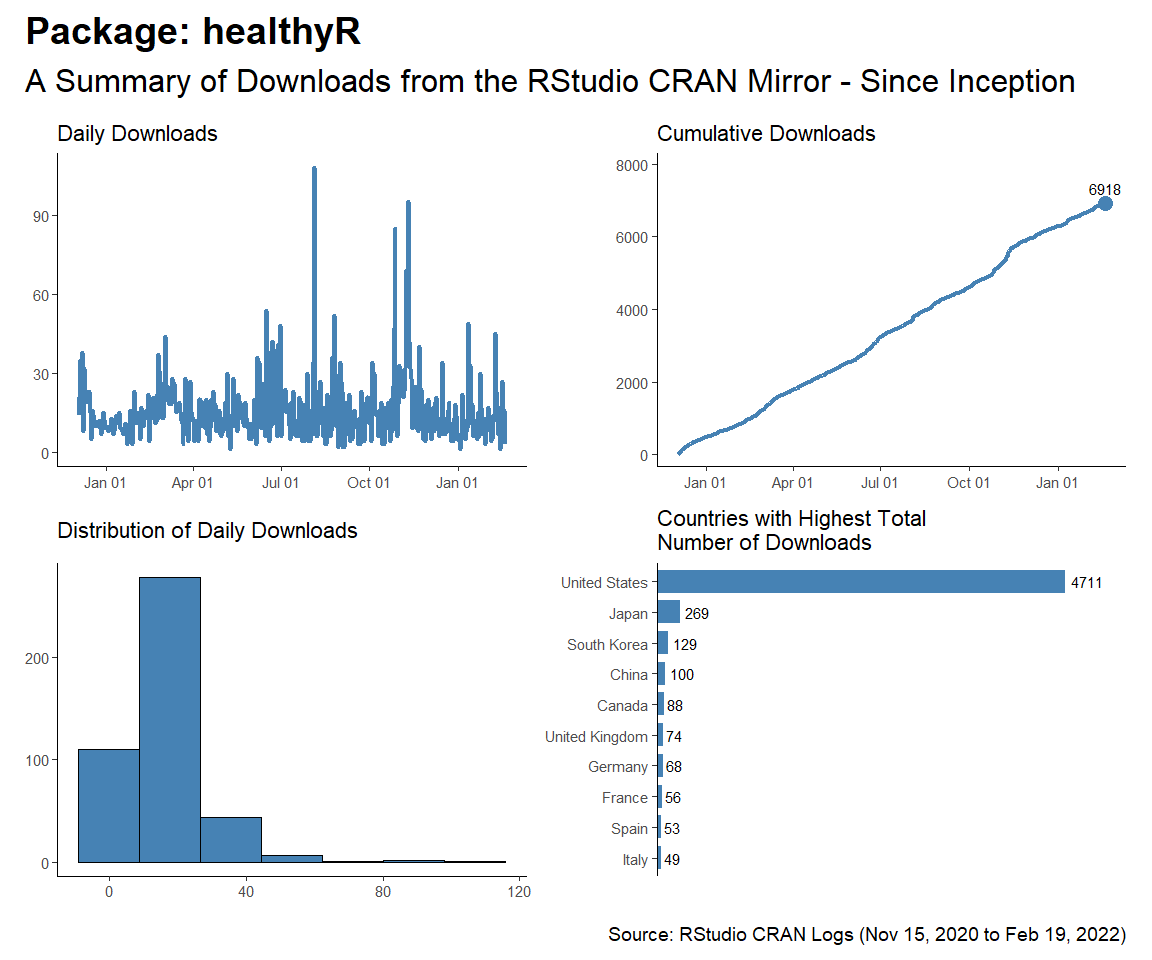 Package: healthyR
A Summary of Downloads from the RStudio CRAN Mirror - Since Inception
Daily Downloads
90
60
30
0
Jan 01 Apr 01 Jul 01 Oct 01 Jan 01
Cumulative Downloads
8000
6000
4000
2000
0
6918
Jan 01 Apr 01 Jul 01 Oct 01 Jan 01
Distribution of Daily Downloads
200
100
0
0 40 80 120
Countries with Highest Total
Number of Downloads
United States 4711
Japan 269
South Korea 129
China 100
Canada 88
United Kingdom 74
Germany 68
France 56
Spain 53
Italy 49
Source: RStudio CRAN Logs (Nov 15, 2020 to Feb 19, 2022)